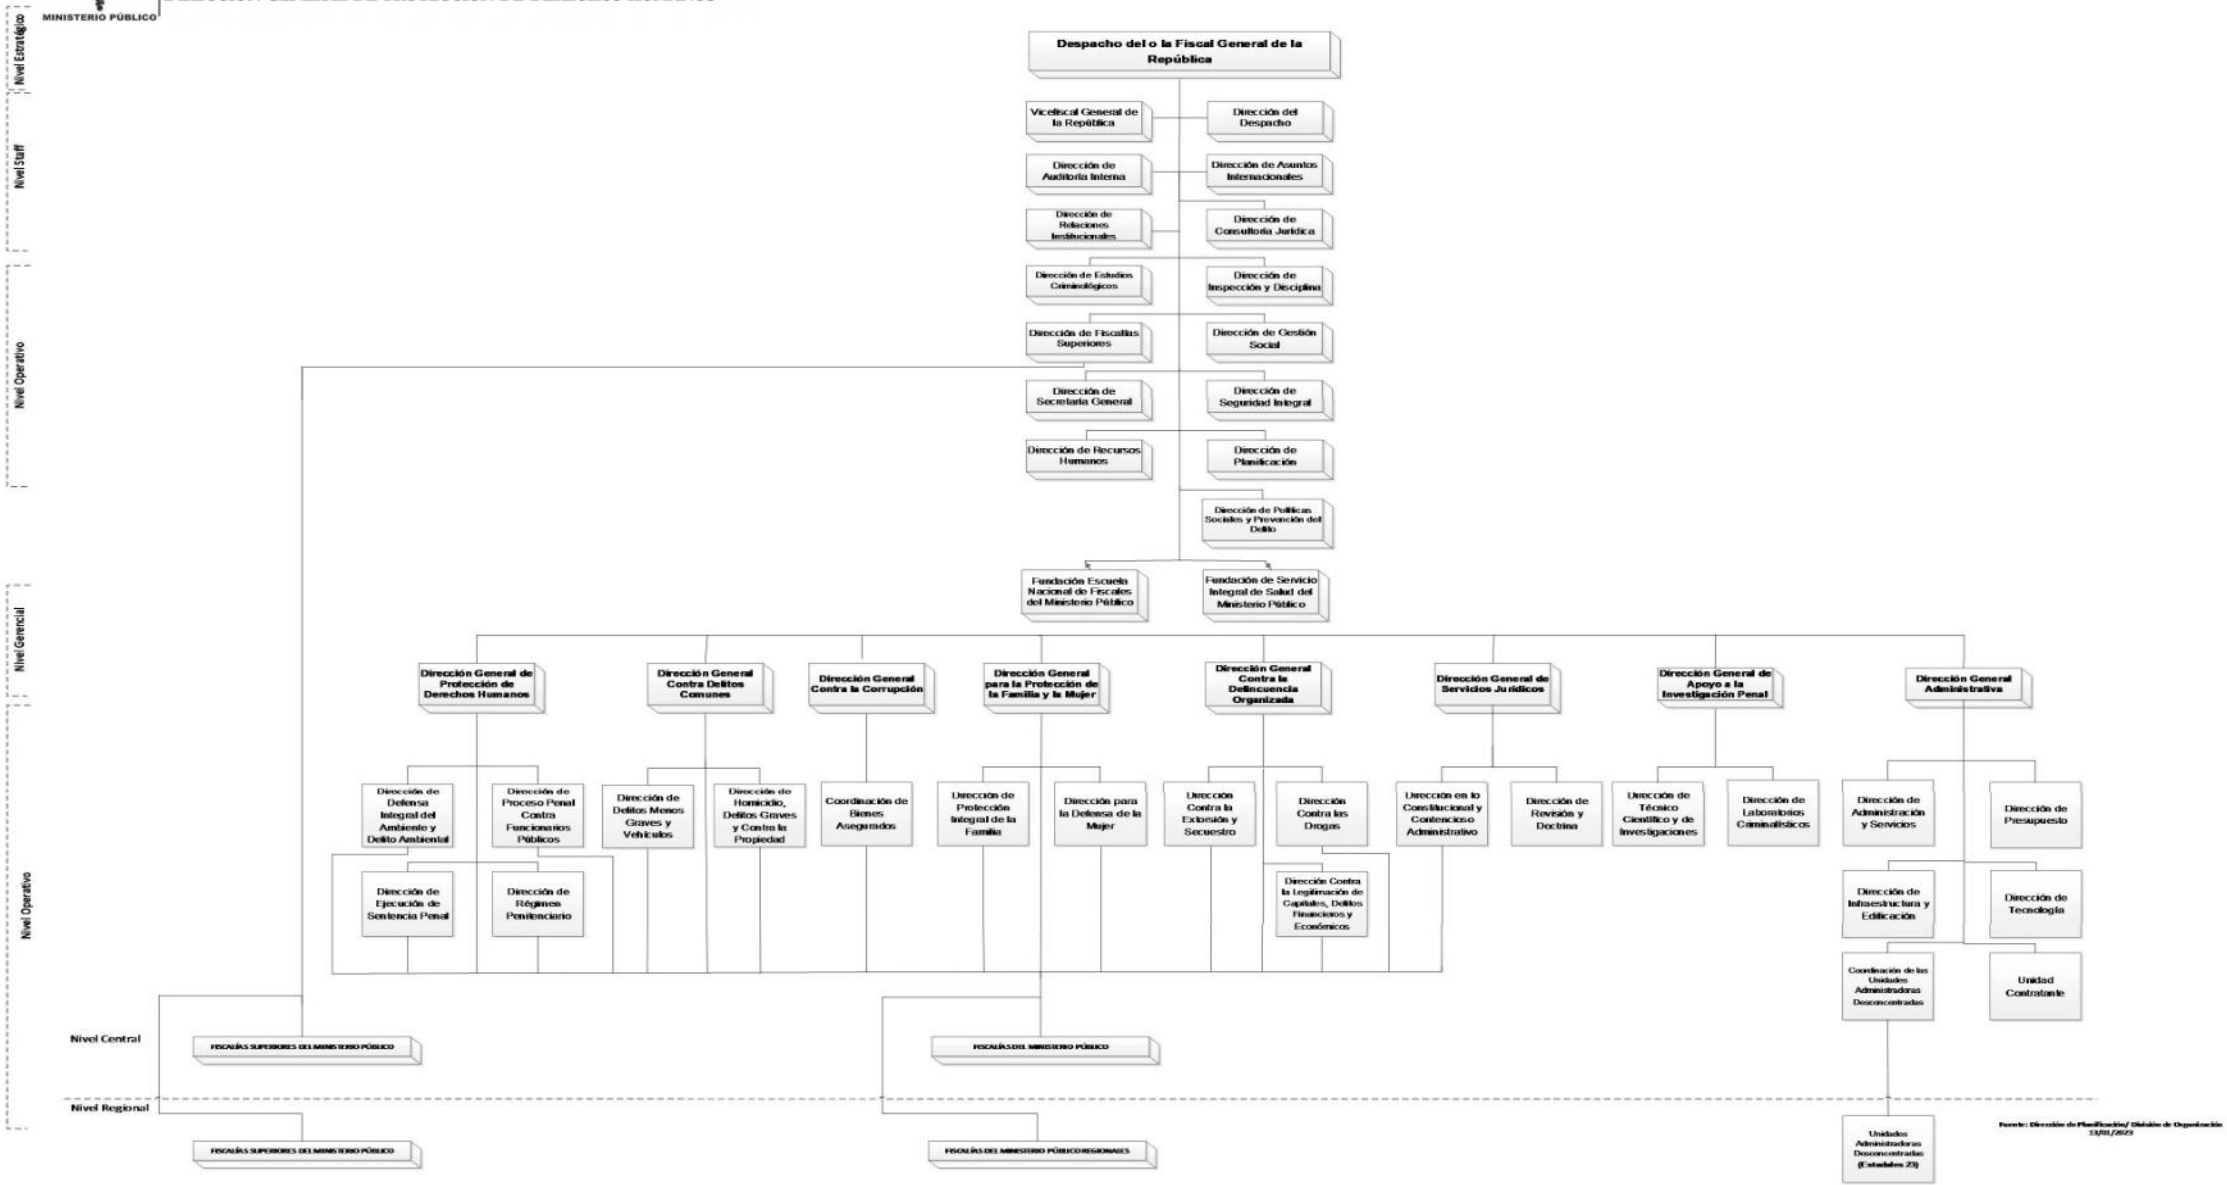 MINISTERIO PÚBLICO
Nivel Estratégico
Despacho del o la Fiscal General de la
República
Nivel Staff
Vicefiscal General de
la República
Dirección del
Despacho
Dirección de
Auditoría Interna
Dirección de Asuntos
Internacionales
Dirección de
Relaciones
Institucionales
Dirección de
Consultoría Jurídica
Nivel Operativo
Dirección de Estudios
Criminológicos
Dirección de
Inspección y Disciplina
Dirección de Fiscalías
Superiores
Dirección de Gestión
Social
Dirección de
Secretaría General
Dirección de
Seguridad Integral
Dirección de Recursos
Humanos
Dirección de
Planificación
Dirección de Políticas
Sociales y Prevención del
Delito
Fundación Escuela
Nacional de Fiscales
del Ministerio Público
Fundación de Servicio
Integral de Salud del
Ministerio Público
Nivel Gerencial
Dirección General de
Protección de
Derechos Humanos
Dirección General
Contra Delitos
Comunes
Dirección General
Contra la Corrupción
Dirección General
para la Protección de
la Familia y la Mujer
Dirección General
Contra la
Delincuencia
Organizada
Dirección General de
Servicios Jurídicos
Dirección General de
Apoyo a la
Investigación Penal
Dirección General
Administrativa
Nivel Operativo
Dirección de
Defensa
Integral del
Ambiente y
Delito Ambiental
Dirección de
Proceso Penal
Contra
Funcionarios
Públicos
Dirección de
Delitos Menos
Graves y
Vehículos
Dirección de
Homicidio,
Delitos Graves
y Contra la
Propiedad
Coordinación de
Bienes
Asegurados
Dirección de
Protección
Integral de la
Familia
Dirección para
la Defensa de la
Mujer
Dirección
Contra la
Extorsión y
Secuestro
Dirección
Contra las
Drogas
Dirección en lo
Constitucional y
Contencioso
Administrativo
Dirección de
Revisión y
Doctrina
Dirección de
Técnico
Científico y de
Investigaciones
Dirección de
Laboratorios
Criminalísticos
Dirección de
Administración
y Servicios
Dirección de
Presupuesto
Dirección de
Ejecución de
Sentencia Penal
Dirección de
Régimen
Penitenciario
Dirección Contra
la Legitimación de
Capitales, Delitos
Financieros y
Económicos
Dirección de
Infraestructura y
Edificación
Dirección de
Tecnología
Coordinación de las
Unidades
Administradoras
Desconcentradas
Unidad
Contratante
Nivel Central
FISCALÍAS SUPERIORES DEL MINISTERIO PÚBLICO
FISCALÍAS DEL MINISTERIO PÚBLICO
Nivel Regional
FISCALÍAS SUPERIORES DEL MINISTERIO PÚBLICO
FISCALÍAS DEL MINISTERIO PÚBLICO REGIONALES
Unidades
Administradoras
Desconcentradas
(Estadales 23)
Fuente: Dirección de Planificación/ División de Organización
13/01/2023